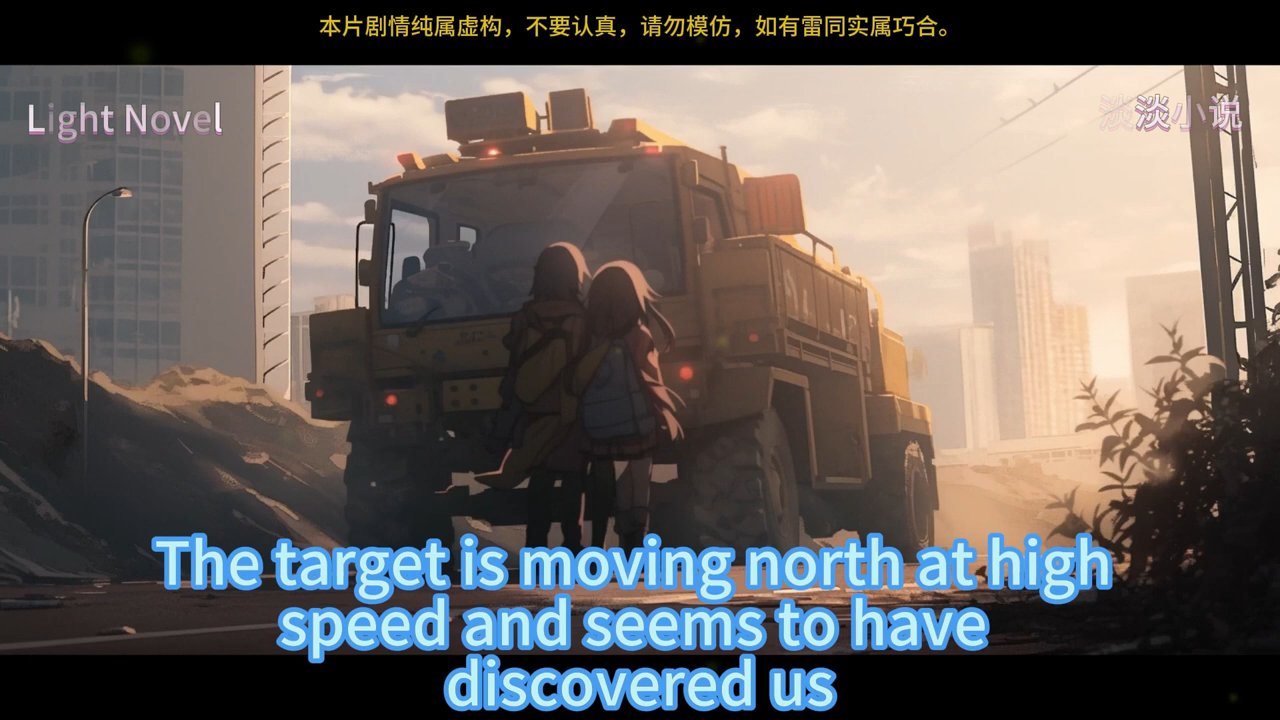 本片剧情纯属虚构，不要认真，请勿模仿，如有雷同实属巧合。
Light Novel
淡淡小说
The target is moving north at high
speed and seems to have
discovered us